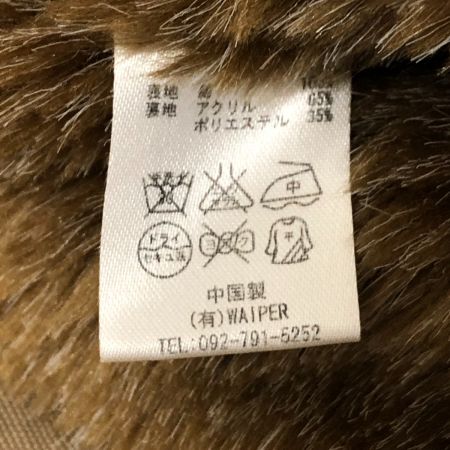 表地 綿
裏地 アクリル 65%
ポリエステル 35%
中
ドライ
セキユ系
平
中国製
(有)WAIPER
TEL:092-791-5252